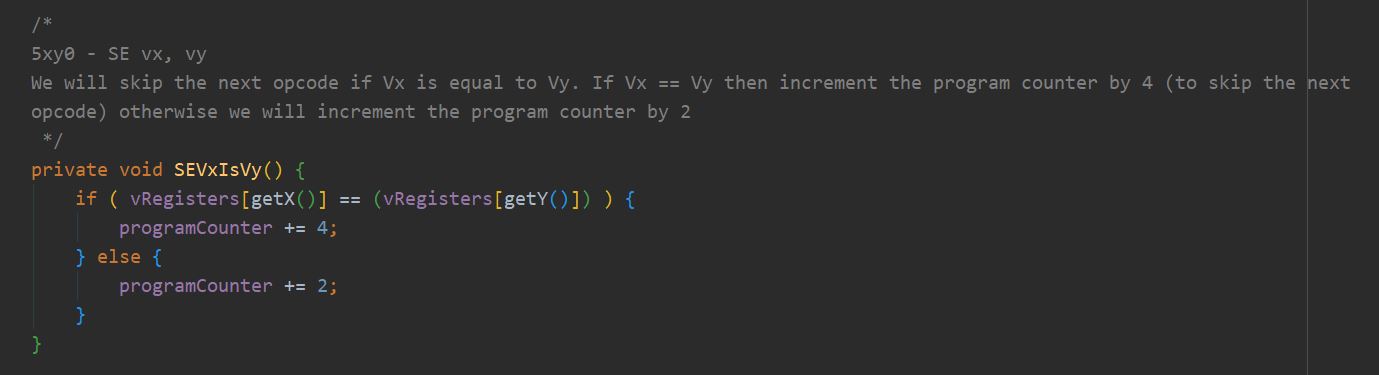 /*
5xy0 - SE vx, vy
We will skip the next opcode if Vx is equal to Vy. If Vx == Vy then increment the program counter by 4 (to skip the next
opcode) otherwise we will increment the program counter by 2
 */
private void SEVxIsVy() {
    if ( vRegisters[getX()] == (vRegisters[getY()]) ) {
        programCounter += 4;
    } else {
        programCounter += 2;
    }
}